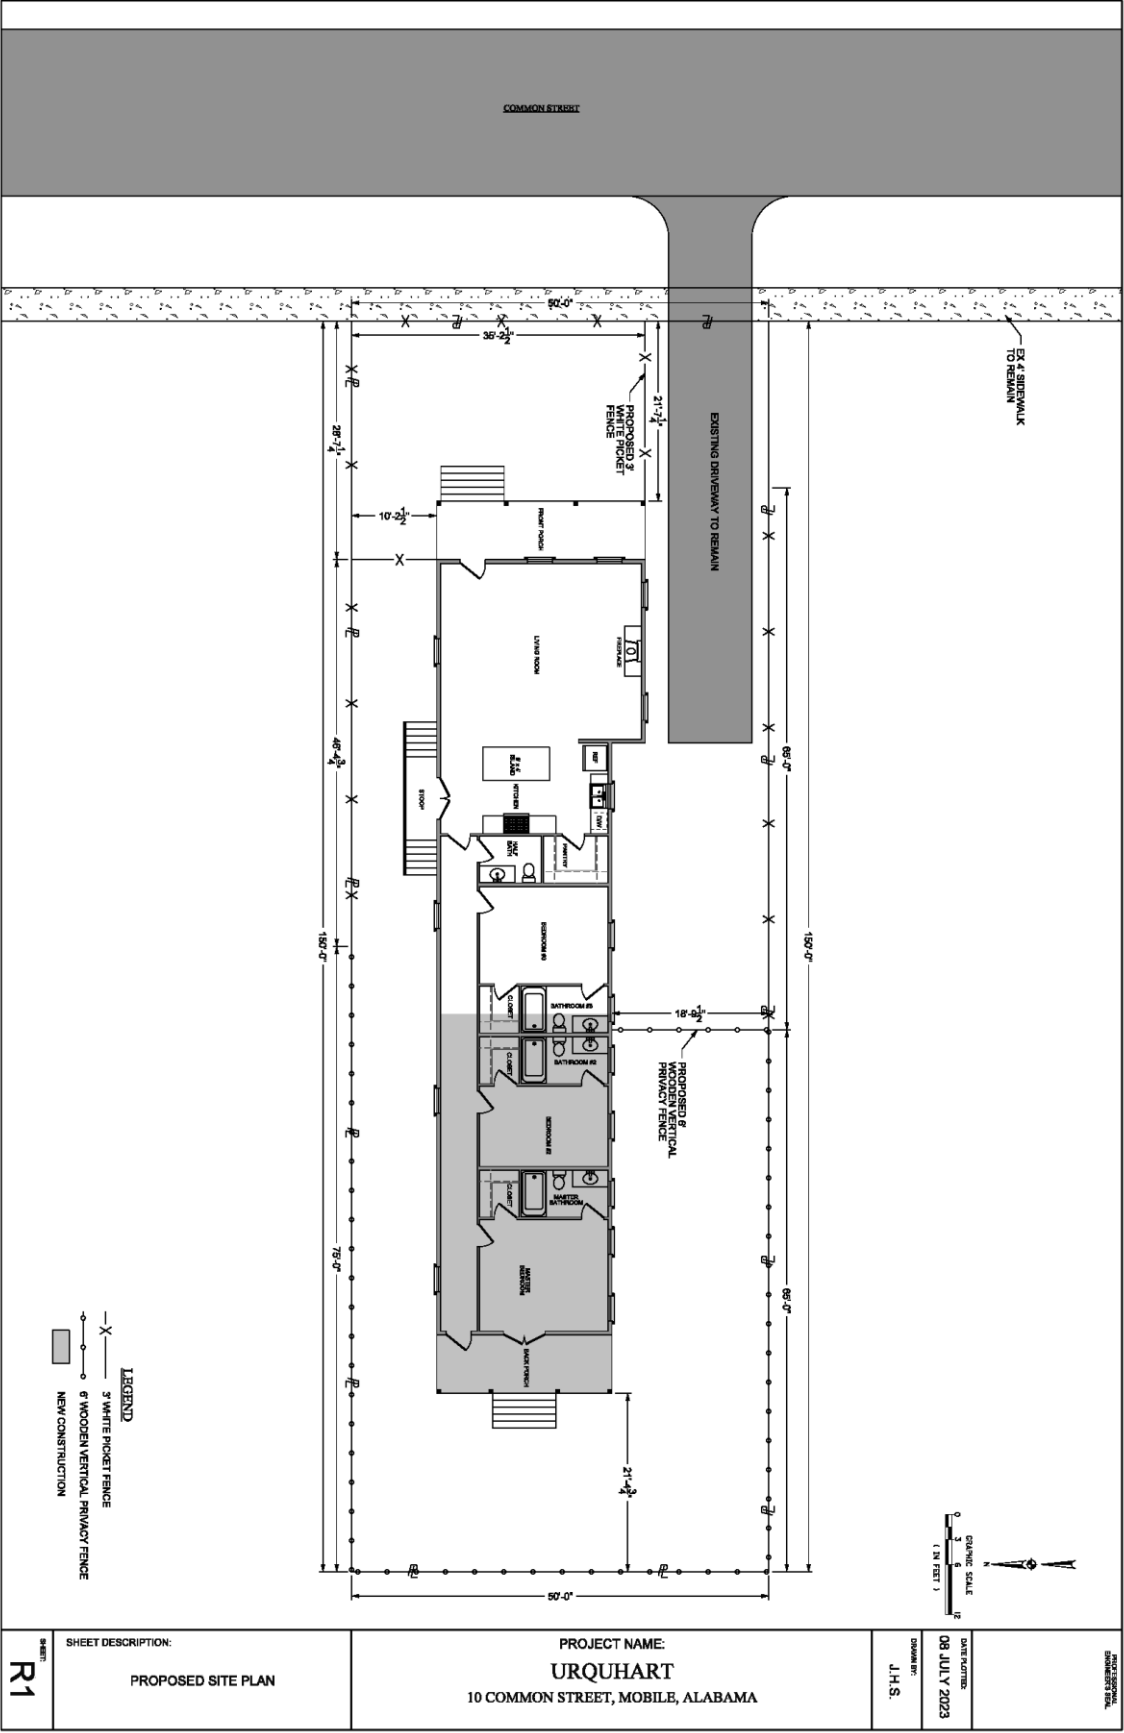 COMMON STREET
50'-0"
35'-2 1/2"
EX 4' SIDEWALK
TO REMAIN
21'-7 1/4"
PROPOSED 3'
WHITE PICKET
FENCE
EXISTING DRIVEWAY TO REMAIN
28'-7 1/4"
10'-2 1/2"
FRONT PORCH
LIVING ROOM
FIREPLACE
65'-0"
46'-4 3/4"
REF
ISLAND
KITCHEN
D/W
STOOP
HALF
BATH
PANTRY
150'-0"
BEDROOM #3
150'-0"
CLOSET
BATHROOM #3
18'-9 1/2"
CLOSET
BATHROOM #2
PROPOSED 6'
WOODEN VERTICAL
PRIVACY FENCE
BEDROOM #2
CLOSET
MASTER
BATHROOM
75'-0"
MASTER
BEDROOM
65'-0"
BACK PORCH
21'-4 3/4"
50'-0"
LEGEND
X
3' WHITE PICKET FENCE
6' WOODEN VERTICAL PRIVACY FENCE
NEW CONSTRUCTION
N
GRAPHIC SCALE
0 3 6 12
( IN FEET )
SHEET:
R1
SHEET DESCRIPTION:
PROPOSED SITE PLAN
PROJECT NAME:
URQUHART
10 COMMON STREET, MOBILE, ALABAMA
DRAWN BY:
J.H.S.
DATE PLOTTED:
08 JULY 2023
PROFESSIONAL
ENGINEER'S SEAL